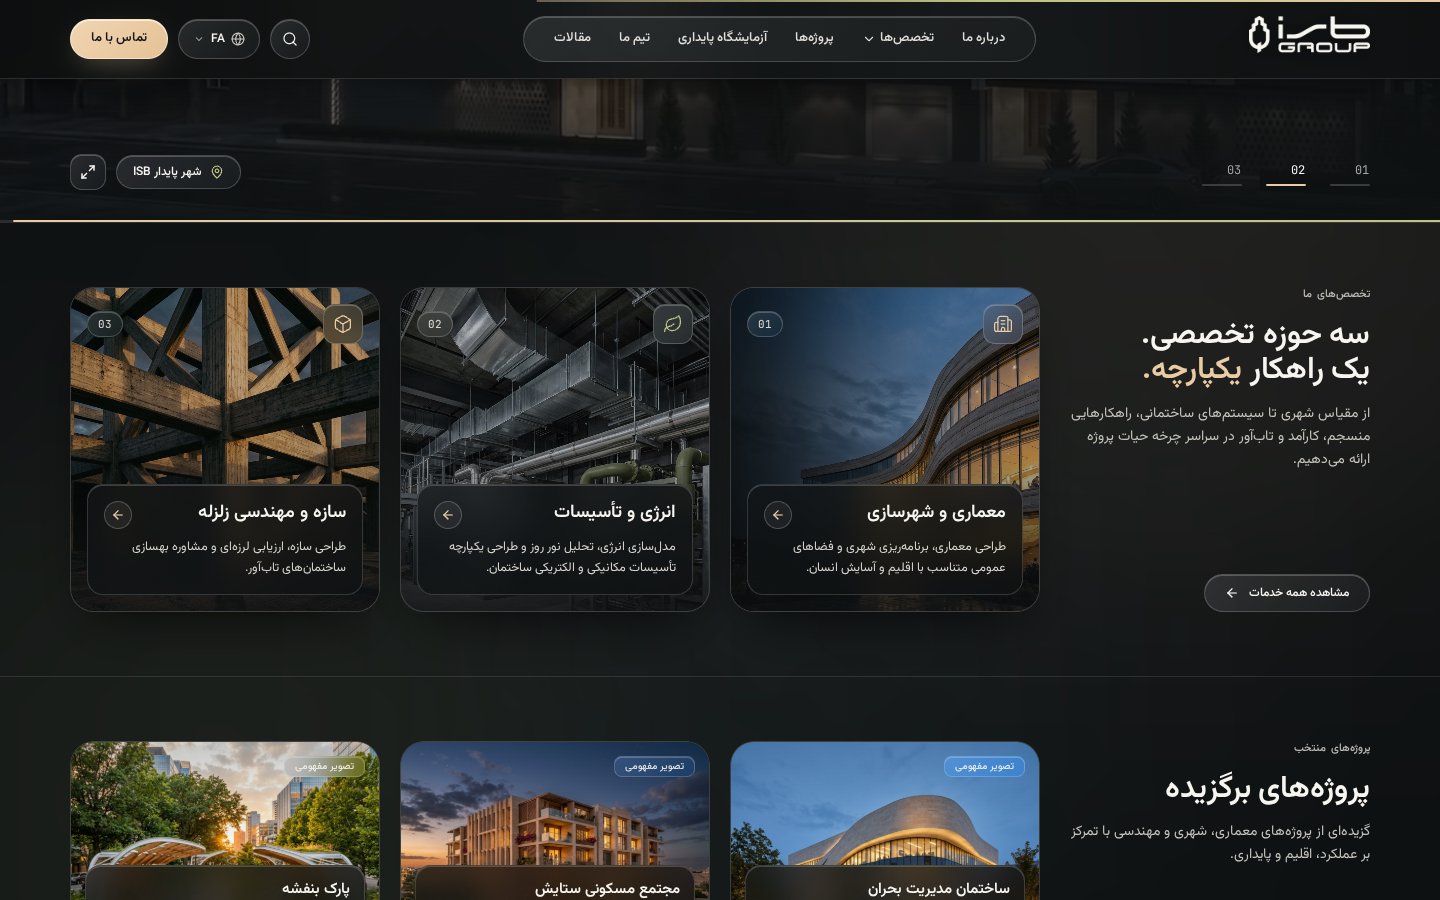 isb
GROUP
درباره ما
تخصص‌ها
پروژه‌ها
آزمایشگاه پایداری
تیم ما
مقالات
FA
تماس با ما
01
02
03
شهر پایدار ISB
تخصص‌های ما
سه حوزه تخصصی.
یک راهکار یکپارچه.
از مقیاس شهری تا سیستم‌های ساختمانی، راهکارهایی
منسجم، کارآمد و تاب‌آور در سراسر چرخه حیات پروژه
ارائه می‌دهیم.
مشاهده همه خدمات
01
معماری و شهرسازی
طراحی معماری، برنامه‌ریزی شهری و فضاهای
عمومی متناسب با اقلیم و آسایش انسان.
02
انرژی و تأسیسات
مدل‌سازی انرژی، تحلیل نور روز و طراحی یکپارچه
تأسیسات مکانیکی و الکتریکی ساختمان.
03
سازه و مهندسی زلزله
طراحی سازه، ارزیابی لرزه‌ای و مشاوره بهسازی
ساختمان‌های تاب‌آور.
پروژه‌های منتخب
پروژه‌های برگزیده
گزیده‌ای از پروژه‌های معماری، شهری و مهندسی با تمرکز
بر عملکرد، اقلیم و پایداری.
تصویر مفهومی
ساختمان مدیریت بحران
تصویر مفهومی
مجتمع مسکونی ستایش
تصویر مفهومی
پارک بنفشه